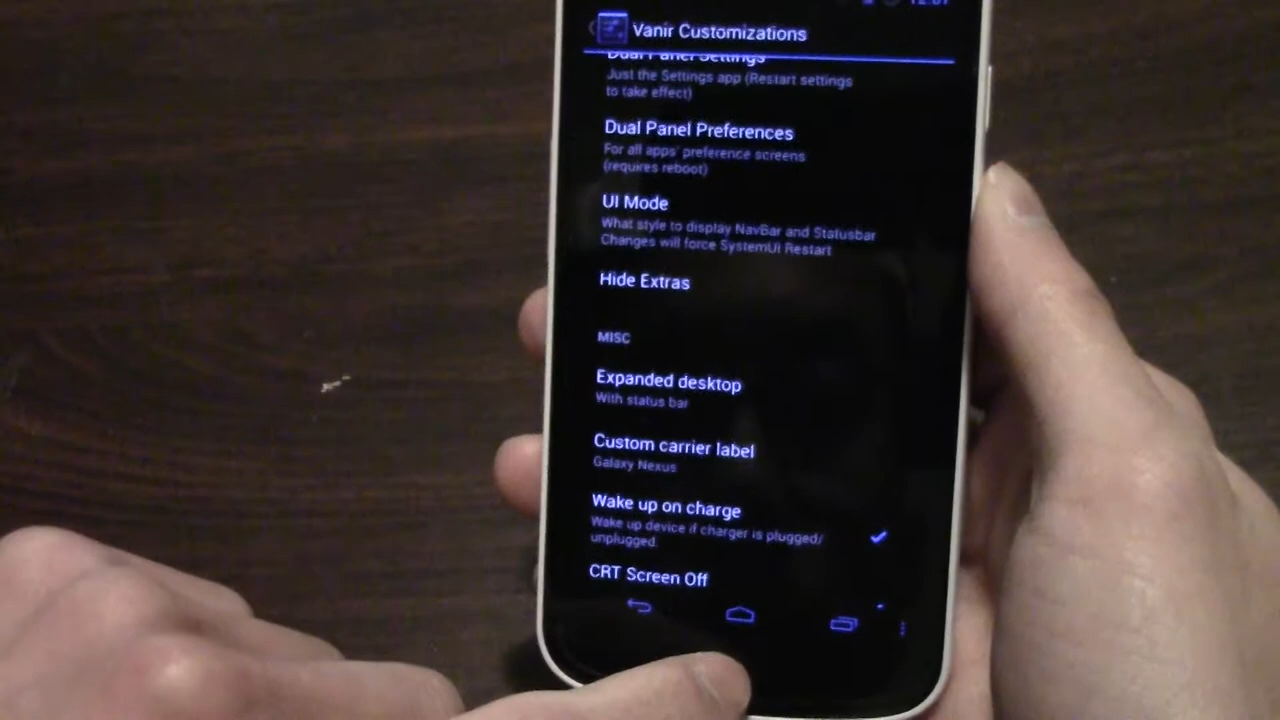 Vanir Customizations
Dual Panel Settings
Just the Settings app (Restart settings
to take effect)
Dual Panel Preferences
For all apps' preference screens
(requires reboot)
UI Mode
What style to display NavBar and Statusbar
Changes will force SystemUI Restart
Hide Extras
MISC
Expanded desktop
With status bar
Custom carrier label
Galaxy Nexus
Wake up on charge
Wake up device if charger is plugged/
unplugged.
CRT Screen Off